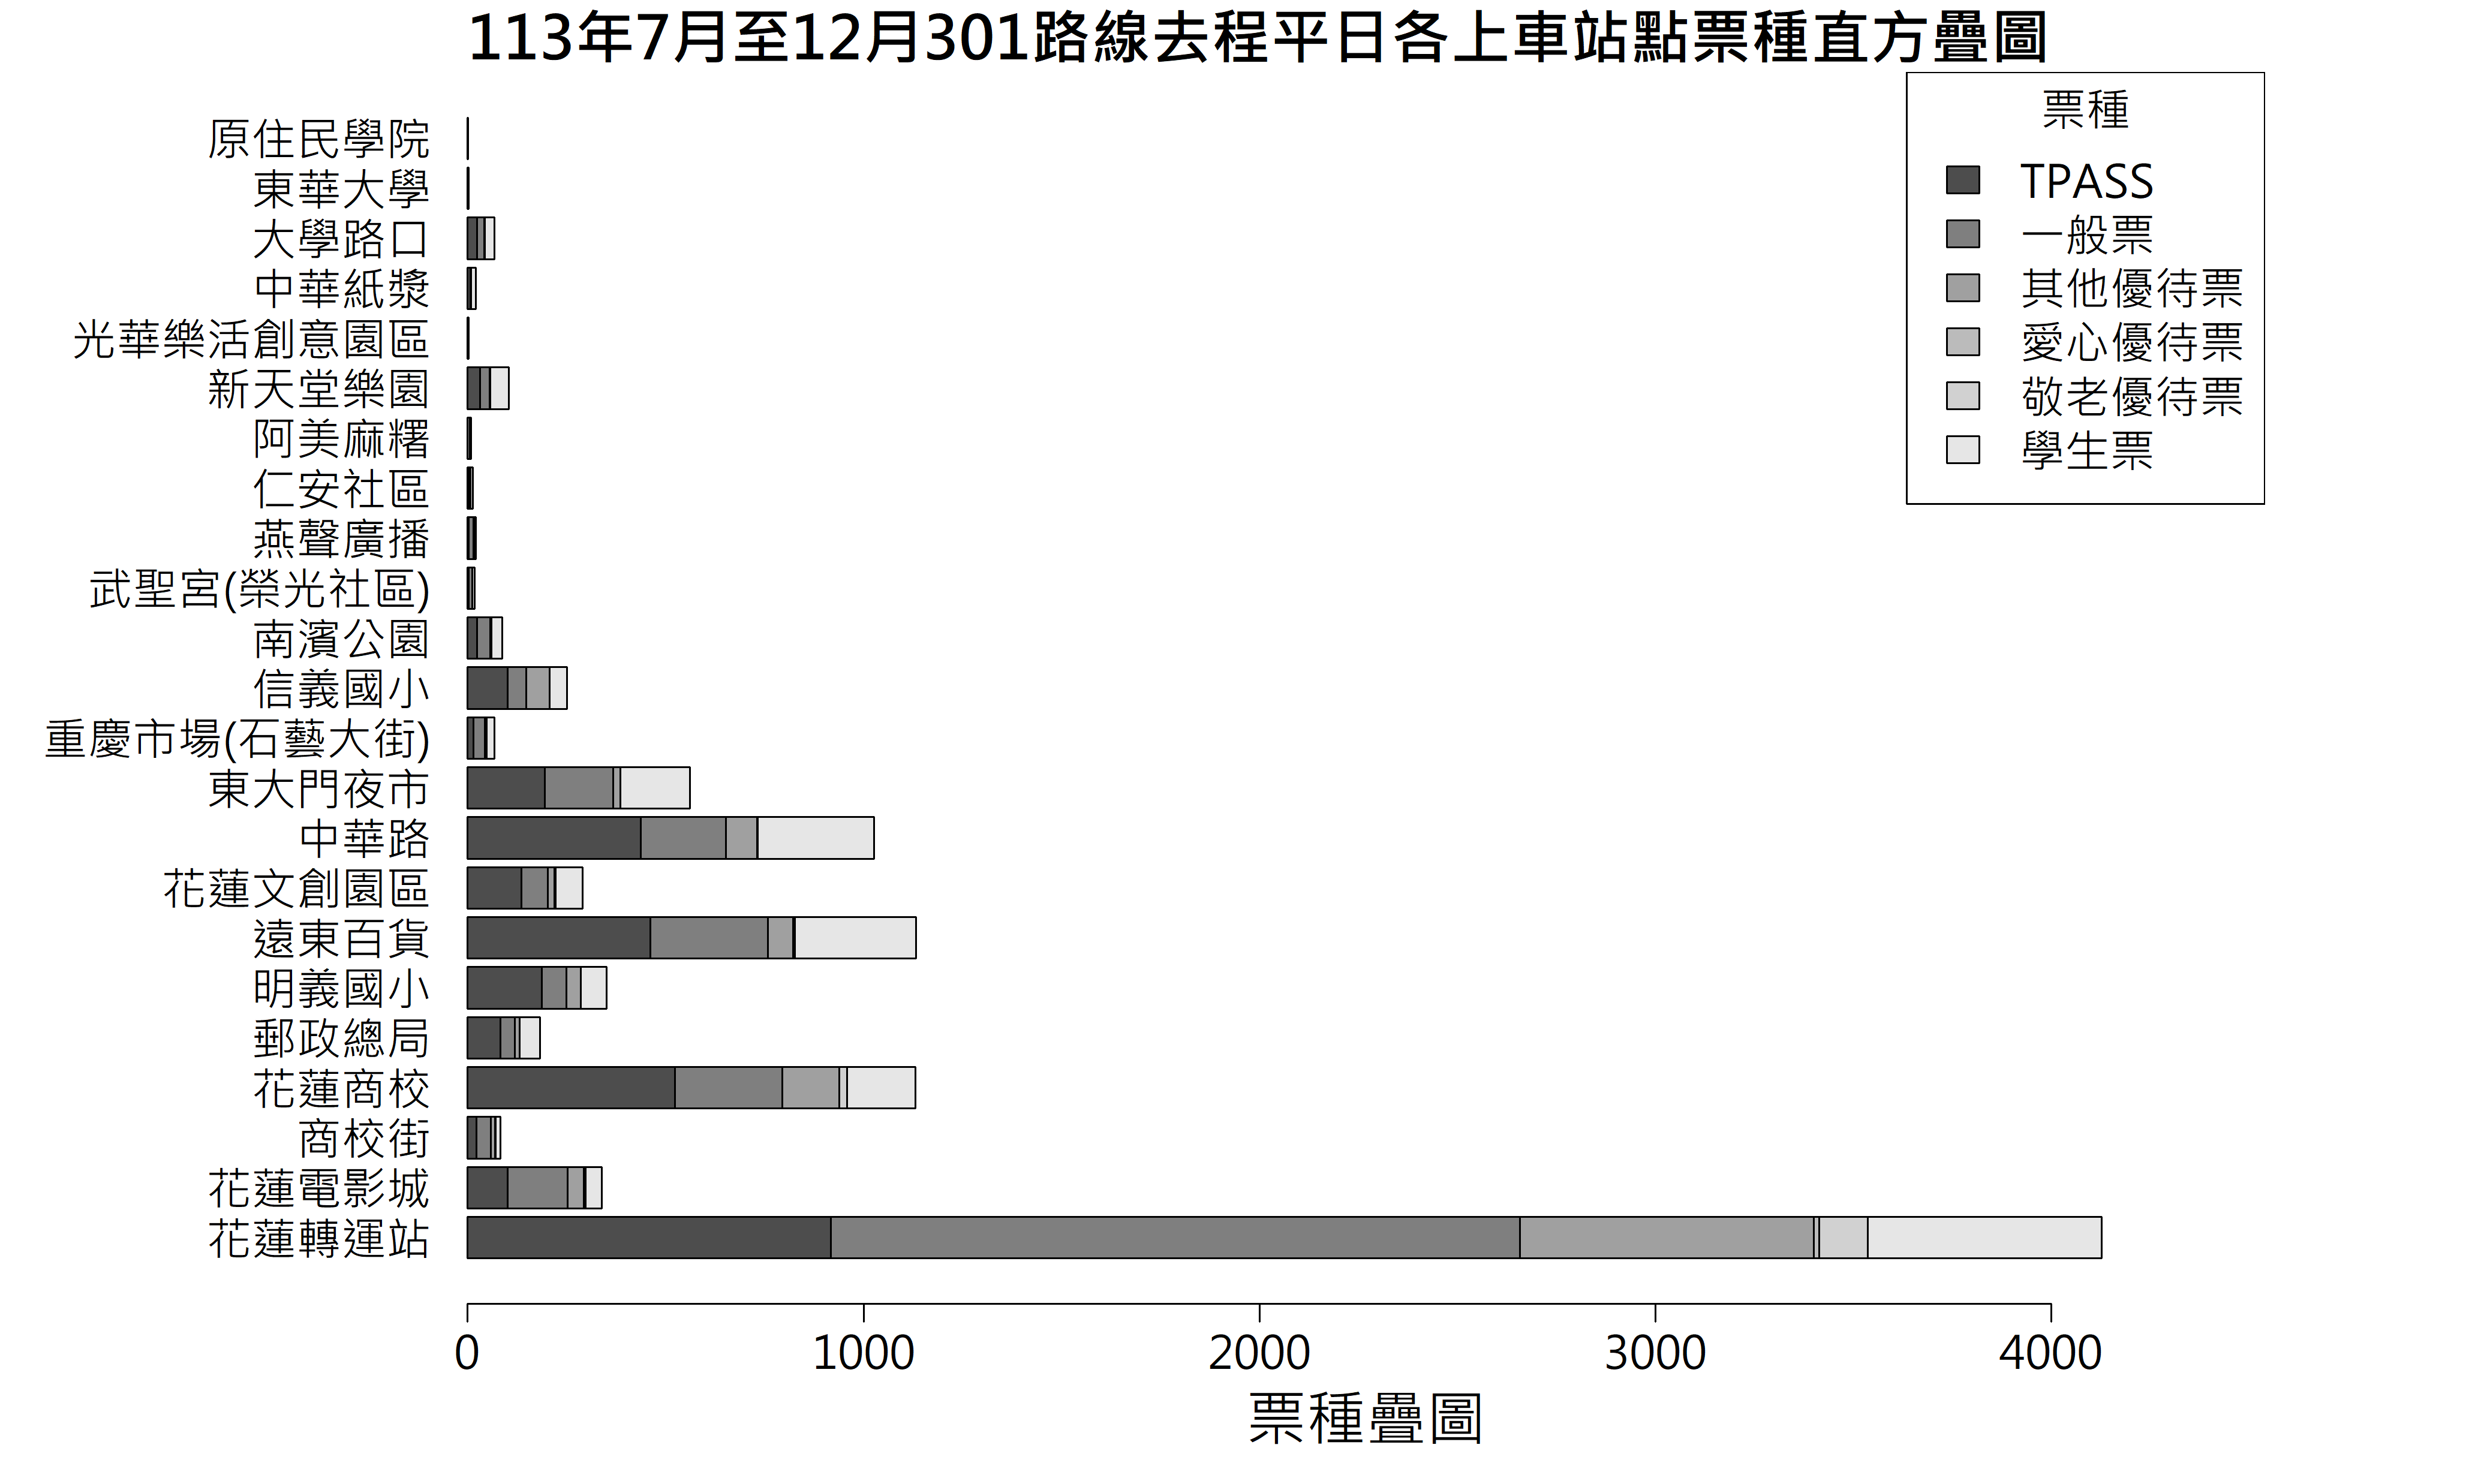 113年7月至12月301路線去程平日各上車站點票種直方疊圖
票種
TPASS
一般票
其他優待票
愛心優待票
敬老優待票
學生票
原住民學院
東華大學
大學路口
中華紙漿
光華樂活創意園區
新天堂樂園
阿美麻糬
仁安社區
燕聲廣播
武聖宮(榮光社區)
南濱公園
信義國小
重慶市場(石藝大街)
東大門夜市
中華路
花蓮文創園區
遠東百貨
明義國小
郵政總局
花蓮商校
商校街
花蓮電影城
花蓮轉運站
0 1000 2000 3000 4000
票種疊圖